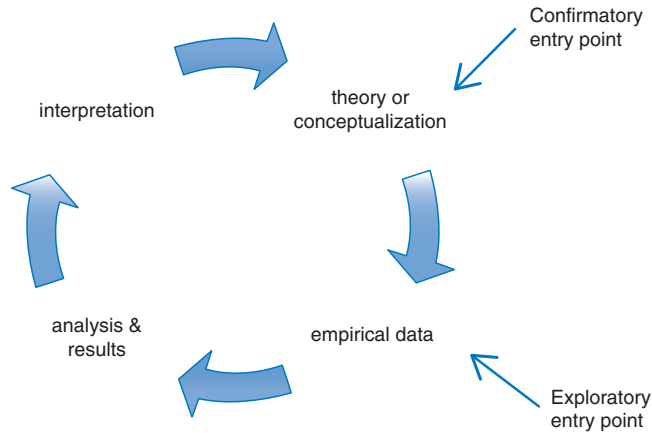 Confirmatory
entry point
interpretation
theory or
conceptualization
analysis &
results
empirical data
Exploratory
entry point